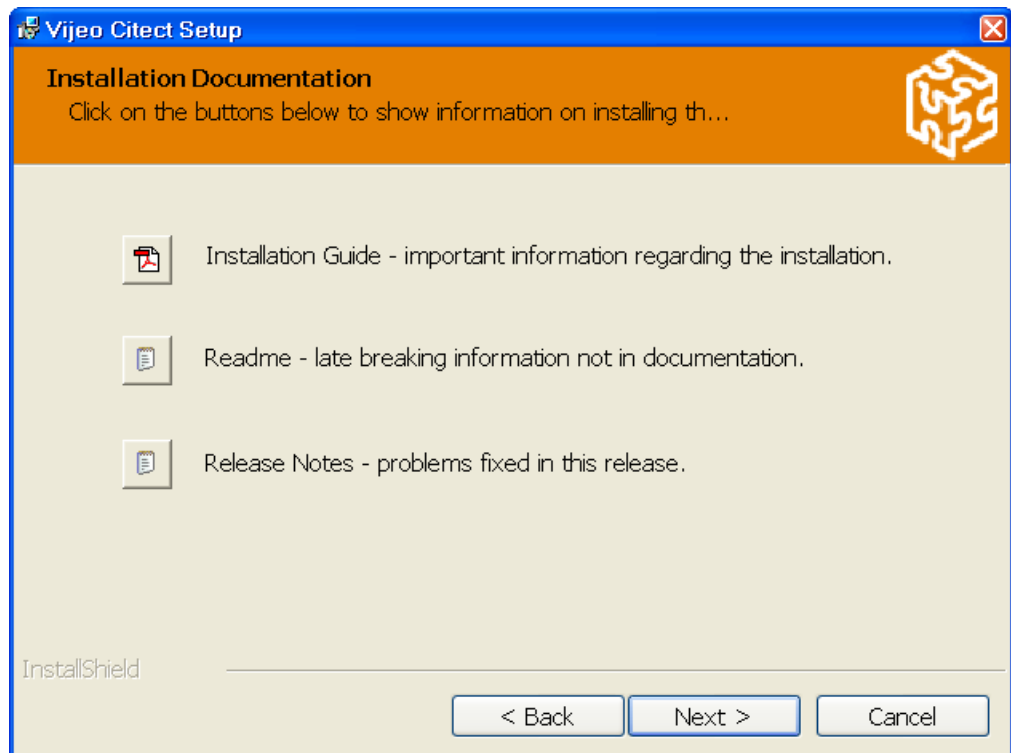 Vijeo Citect Setup
Installation Documentation
Click on the buttons below to show information on installing th...
Installation Guide - important information regarding the installation.
Readme - late breaking information not in documentation.
Release Notes - problems fixed in this release.
InstallShield
< Back Next > Cancel